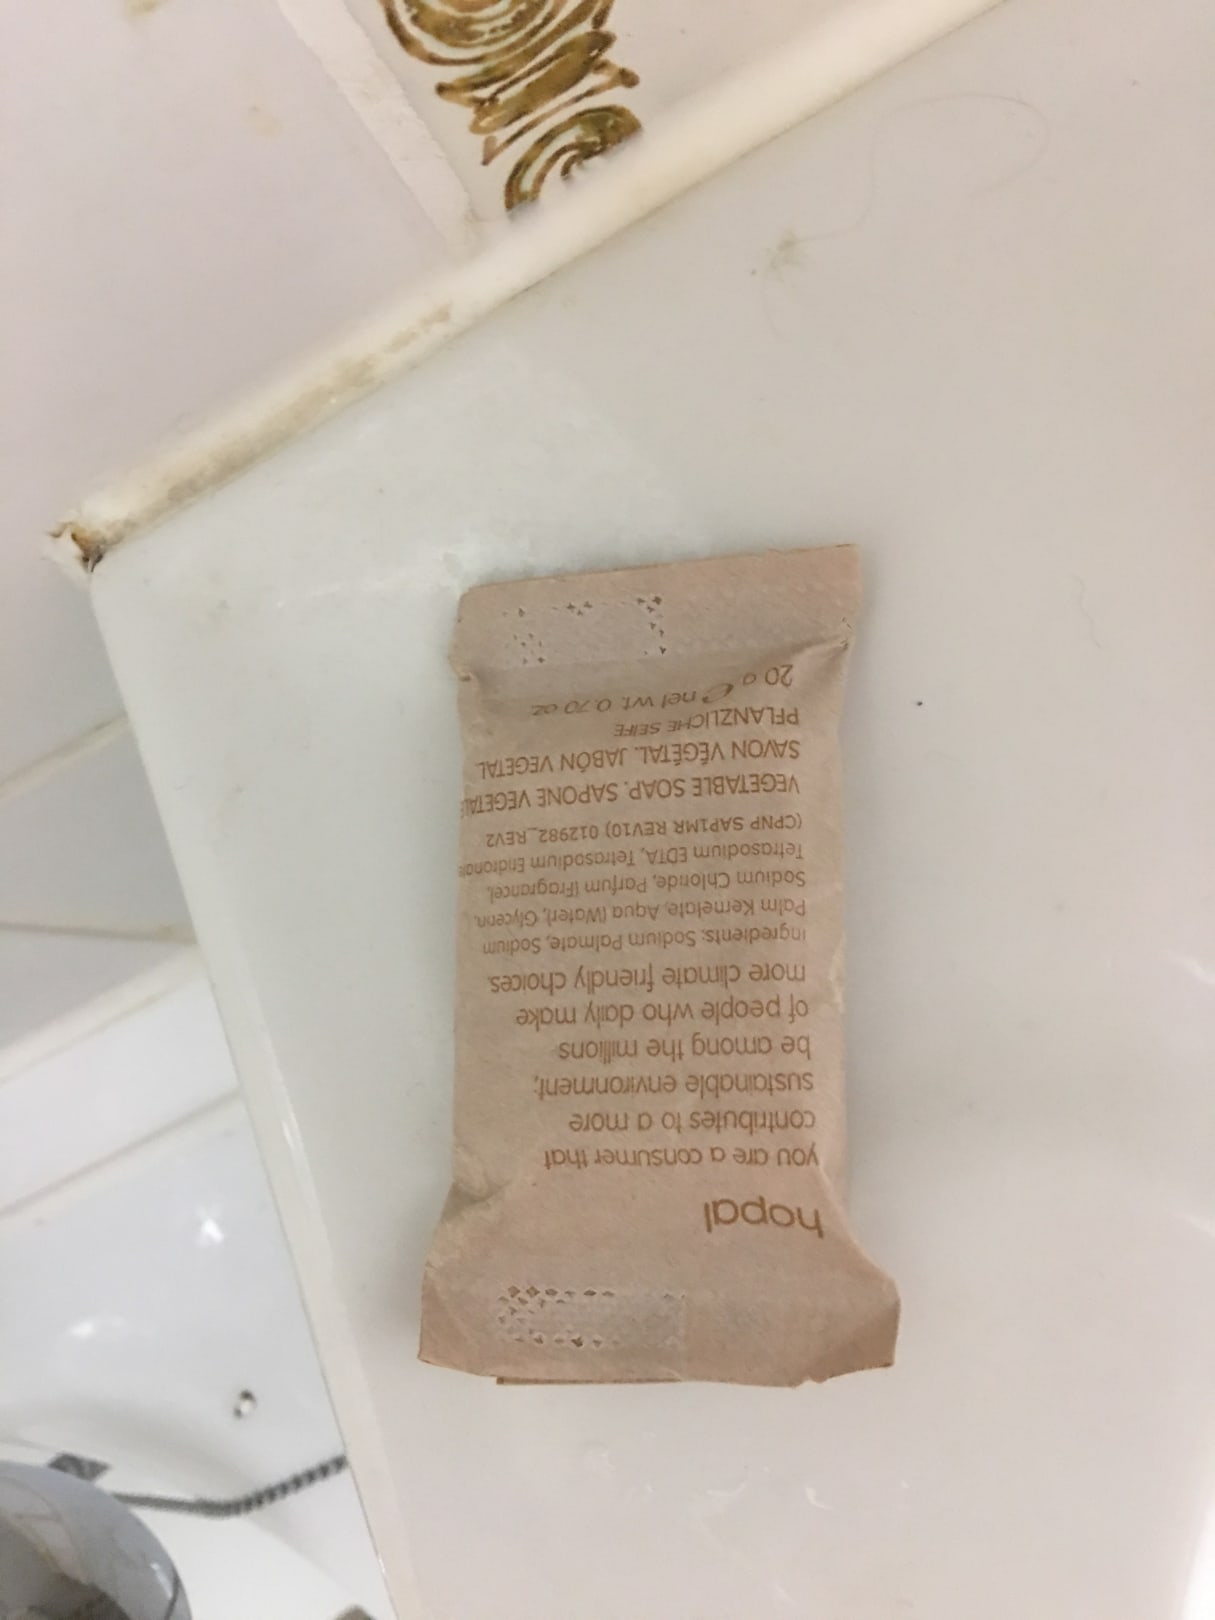 hopal
you are a consumer that
contributes to a more
sustainable environment;
be among the millions
of people who daily make
more climate friendly choices.
Ingredients: Sodium Palmate, Sodium
Palm Kernelate, Aqua (Water), Glycerin,
Sodium Chloride, Parfum (Fragrance),
Tetrasodium EDTA, Tetrasodium Etidronate
(CPNP SAP1MR REV10) 012982_REV2
VEGETABLE SOAP. SAPONE VEGETALE
SAVON VÉGÉTAL. JABÓN VEGETAL
PFLANZLICHE SEIFE
20 g e net wt. 0.70 oz